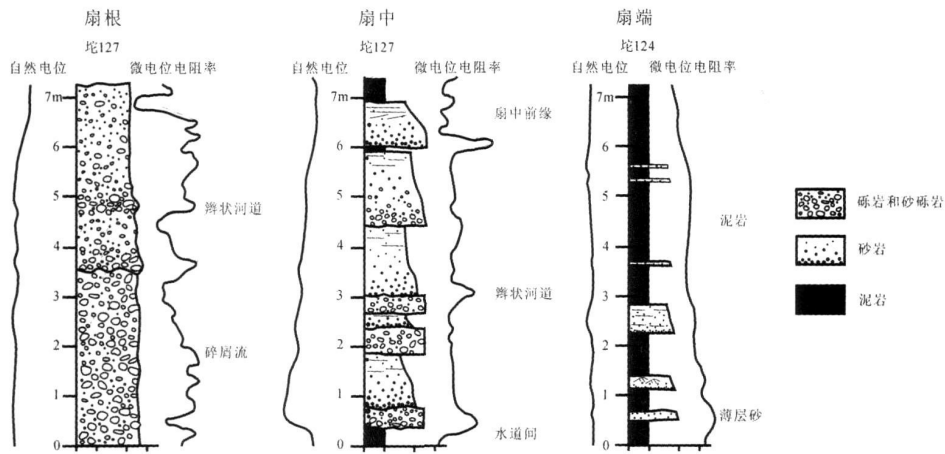 扇根
坨127
自然电位 微电位电阻率
7m
6
5
4
3
2
1
0
辫状河道
碎屑流
扇中
坨127
自然电位 微电位电阻率
7m
6
5
4
3
2
1
0
扇中前缘
辫状河道
水道间
扇端
坨124
自然电位 微电位电阻率
7m
6
5
4
3
2
1
0
泥岩
薄层砂
砾岩和砂砾岩
砂岩
泥岩